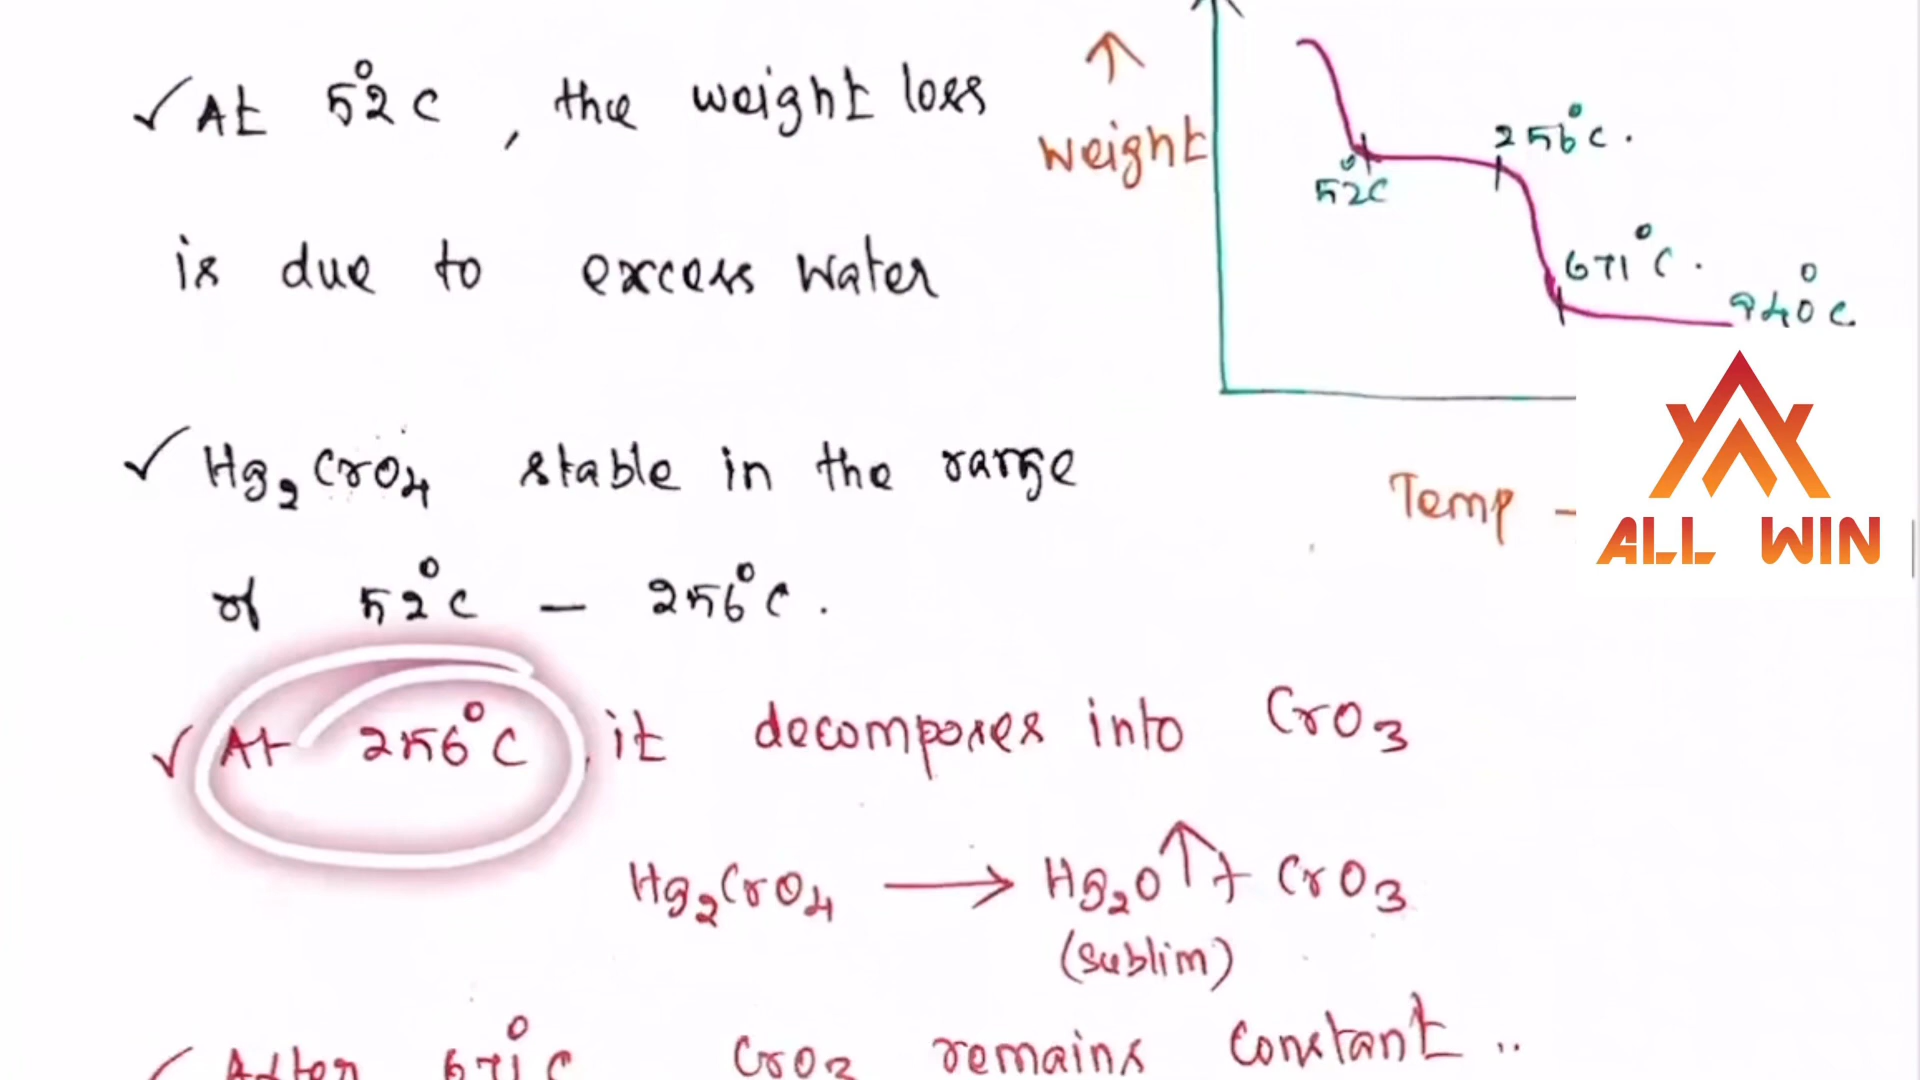 ✓ At 52°C, the weight loss
is due to excess water
✓ Hg₂CrO₄ stable in the range
of 52°C – 256°C.
✓ At 256°C, it decomposes into CrO₃
Hg₂CrO₄ → Hg₂O↑ + CrO₃
(sublim)
After 671°C CrO₃ remains constant..
↑
Weight
52°C
256°C.
671°C.
940°C
Temp –
ALL WIN